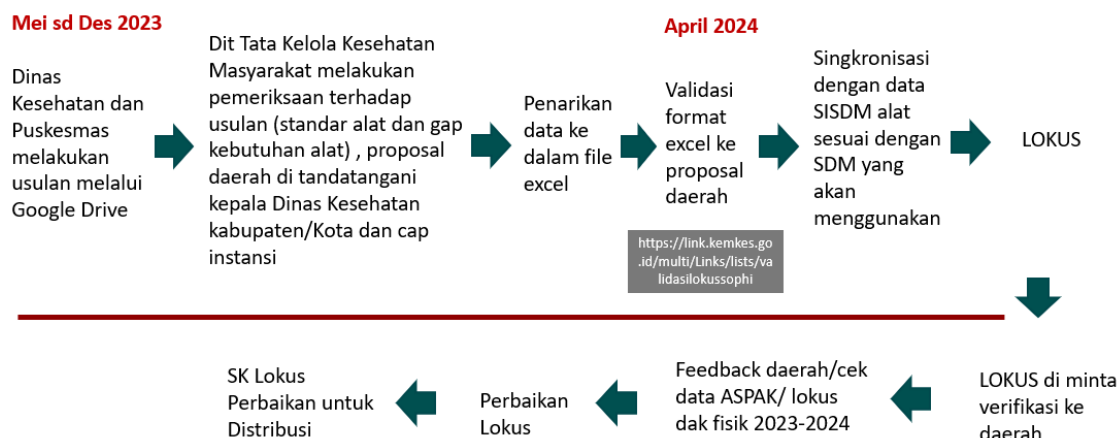 Mei sd Des 2023
Dinas
Kesehatan dan
Puskesmas
melakukan
usulan melalui
Google Drive
Dit Tata Kelola Kesehatan
Masyarakat melakukan
pemeriksaan terhadap
usulan (standar alat dan gap
kebutuhan alat) , proposal
daerah di tandatangani
kepala Dinas Kesehatan
kabupaten/Kota dan cap
instansi
Penarikan
data ke
dalam file
excel
April 2024
Validasi
format
excel ke
proposal
daerah
https://link.kemkes.go
.id/multi/Links/lists/va
lidasilokussophi
Singkronisasi
dengan data
SISDM alat
sesuai dengan
SDM yang
akan
menggunakan
LOKUS
LOKUS di minta
verifikasi ke
daerah
Feedback daerah/cek
data ASPAK/ lokus
dak fisik 2023-2024
Perbaikan
Lokus
SK Lokus
Perbaikan untuk
Distribusi